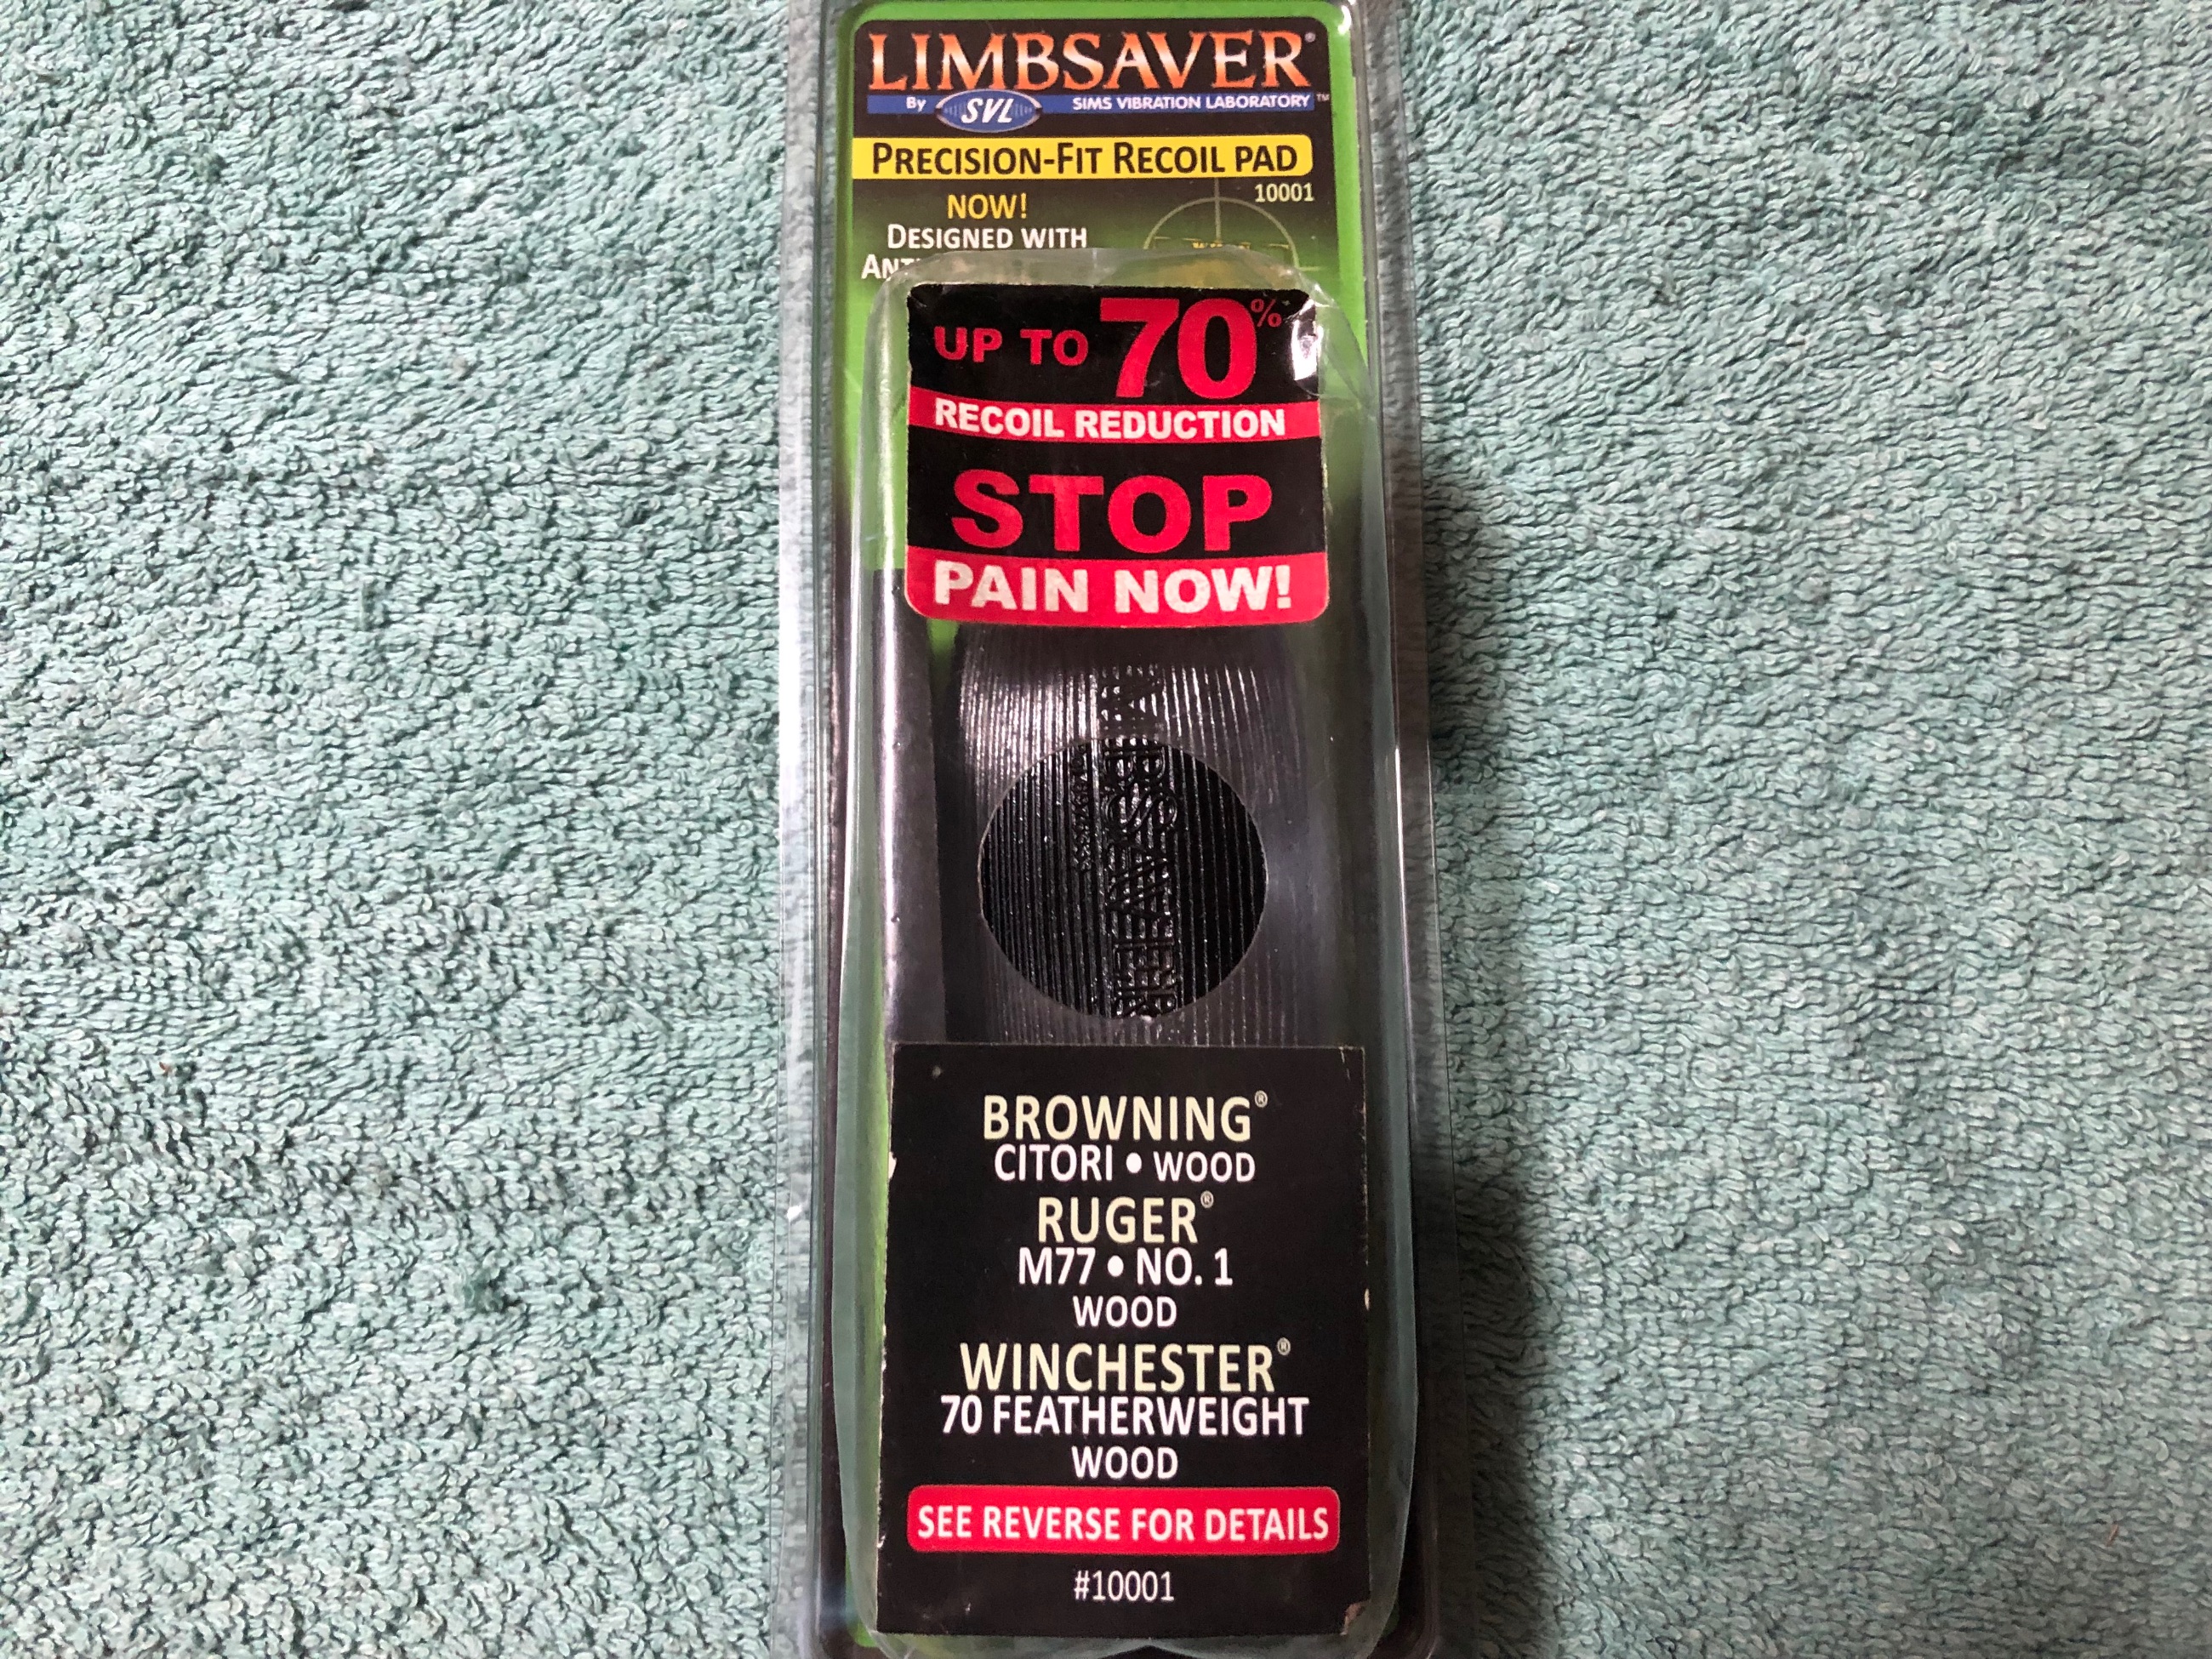 LIMBSAVER®
By SVL SIMS VIBRATION LABORATORY™
PRECISION-FIT RECOIL PAD
10001
NOW!
DESIGNED WITH
UP TO 70%
RECOIL REDUCTION
STOP
PAIN NOW!
LIMBSAVER
BROWNING®
CITORI • WOOD
RUGER®
M77 • NO. 1
WOOD
WINCHESTER®
70 FEATHERWEIGHT
WOOD
SEE REVERSE FOR DETAILS
#10001